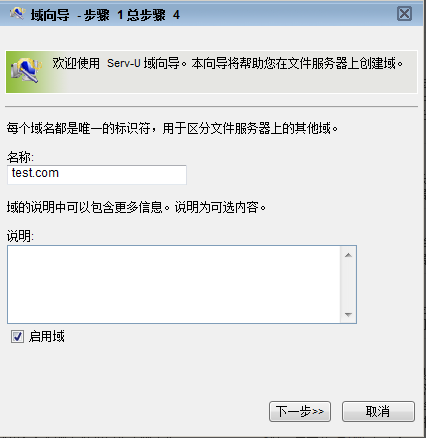 域向导 - 步骤 1 总步骤 4
欢迎使用 Serv-U 域向导。本向导将帮助您在文件服务器上创建域。
每个域名都是唯一的标识符，用于区分文件服务器上的其他域。
名称:
test.com
域的说明中可以包含更多信息。说明为可选内容。
说明:
启用域
下一步>> 取消